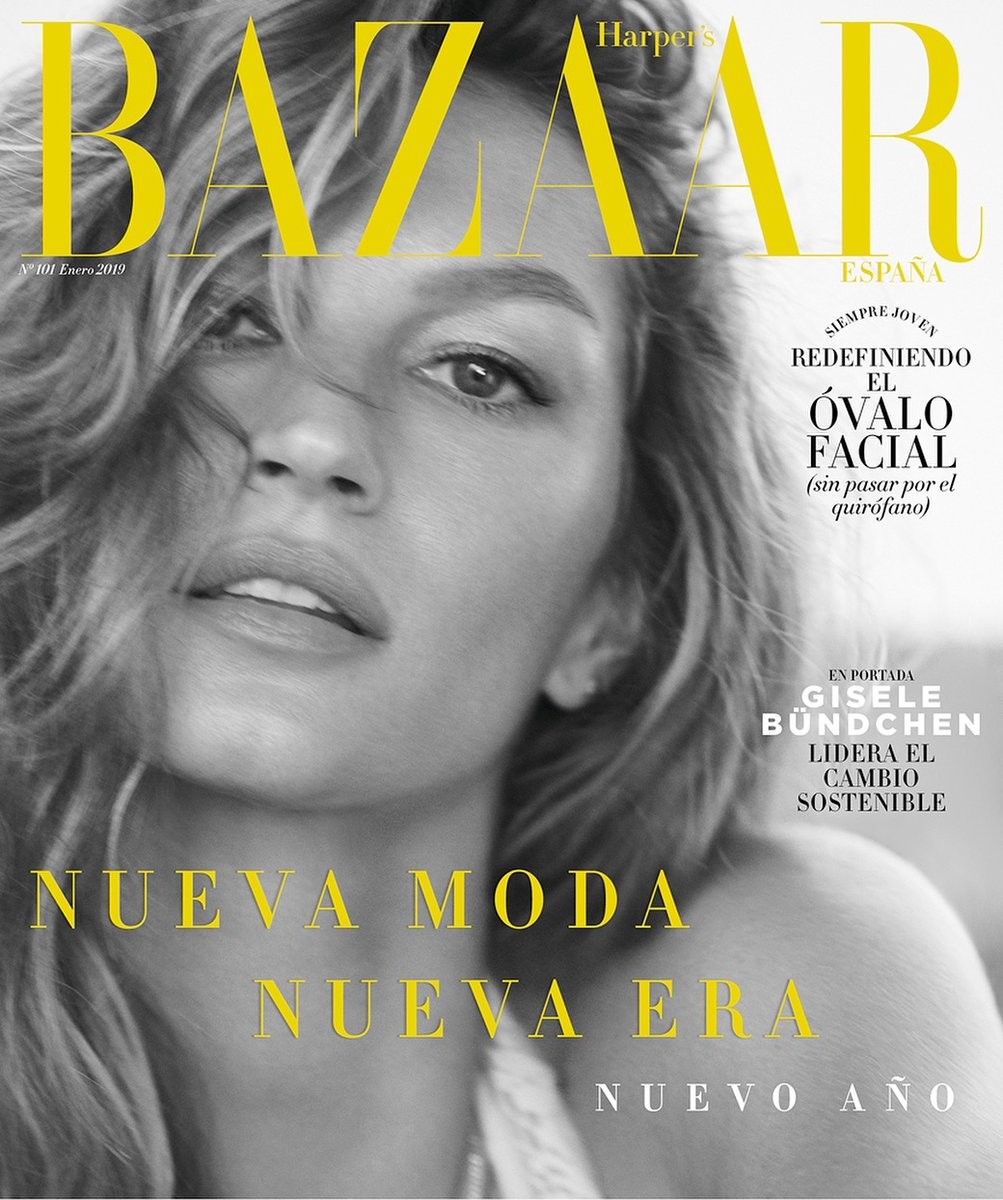 Harper's
BAZAAR
ESPAÑA
Nº 101 Enero 2019
SIEMPRE JOVEN
REDEFINIENDO
EL
ÓVALO
FACIAL
(sin pasar por el
quirófano)
EN PORTADA
GISELE
BÜNDCHEN
LIDERA EL
CAMBIO
SOSTENIBLE
NUEVA MODA
NUEVA ERA
NUEVO AÑO